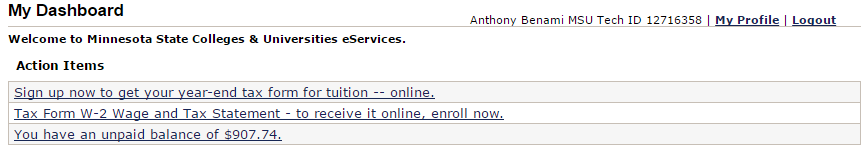 My Dashboard
Anthony Benami MSU Tech ID 12716358 | My Profile | Logout
Welcome to Minnesota State Colleges & Universities eServices.
Action Items
Sign up now to get your year-end tax form for tuition -- online.
Tax Form W-2 Wage and Tax Statement - to receive it online, enroll now.
You have an unpaid balance of $907.74.